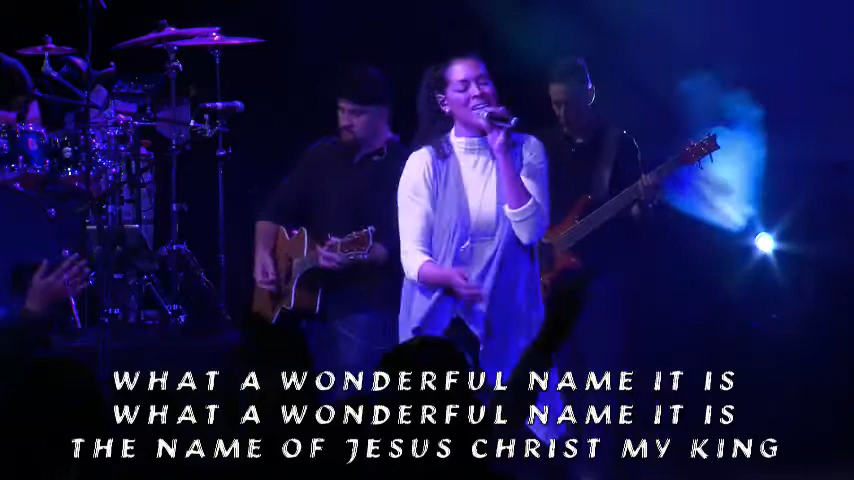 WHAT A WONDERFUL NAME IT IS
WHAT A WONDERFUL NAME IT IS
THE NAME OF JESUS CHRIST MY KING